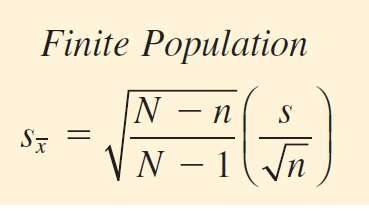 Finite Population
s_x̄ = √((N − n)/(N − 1)) (s/√n)